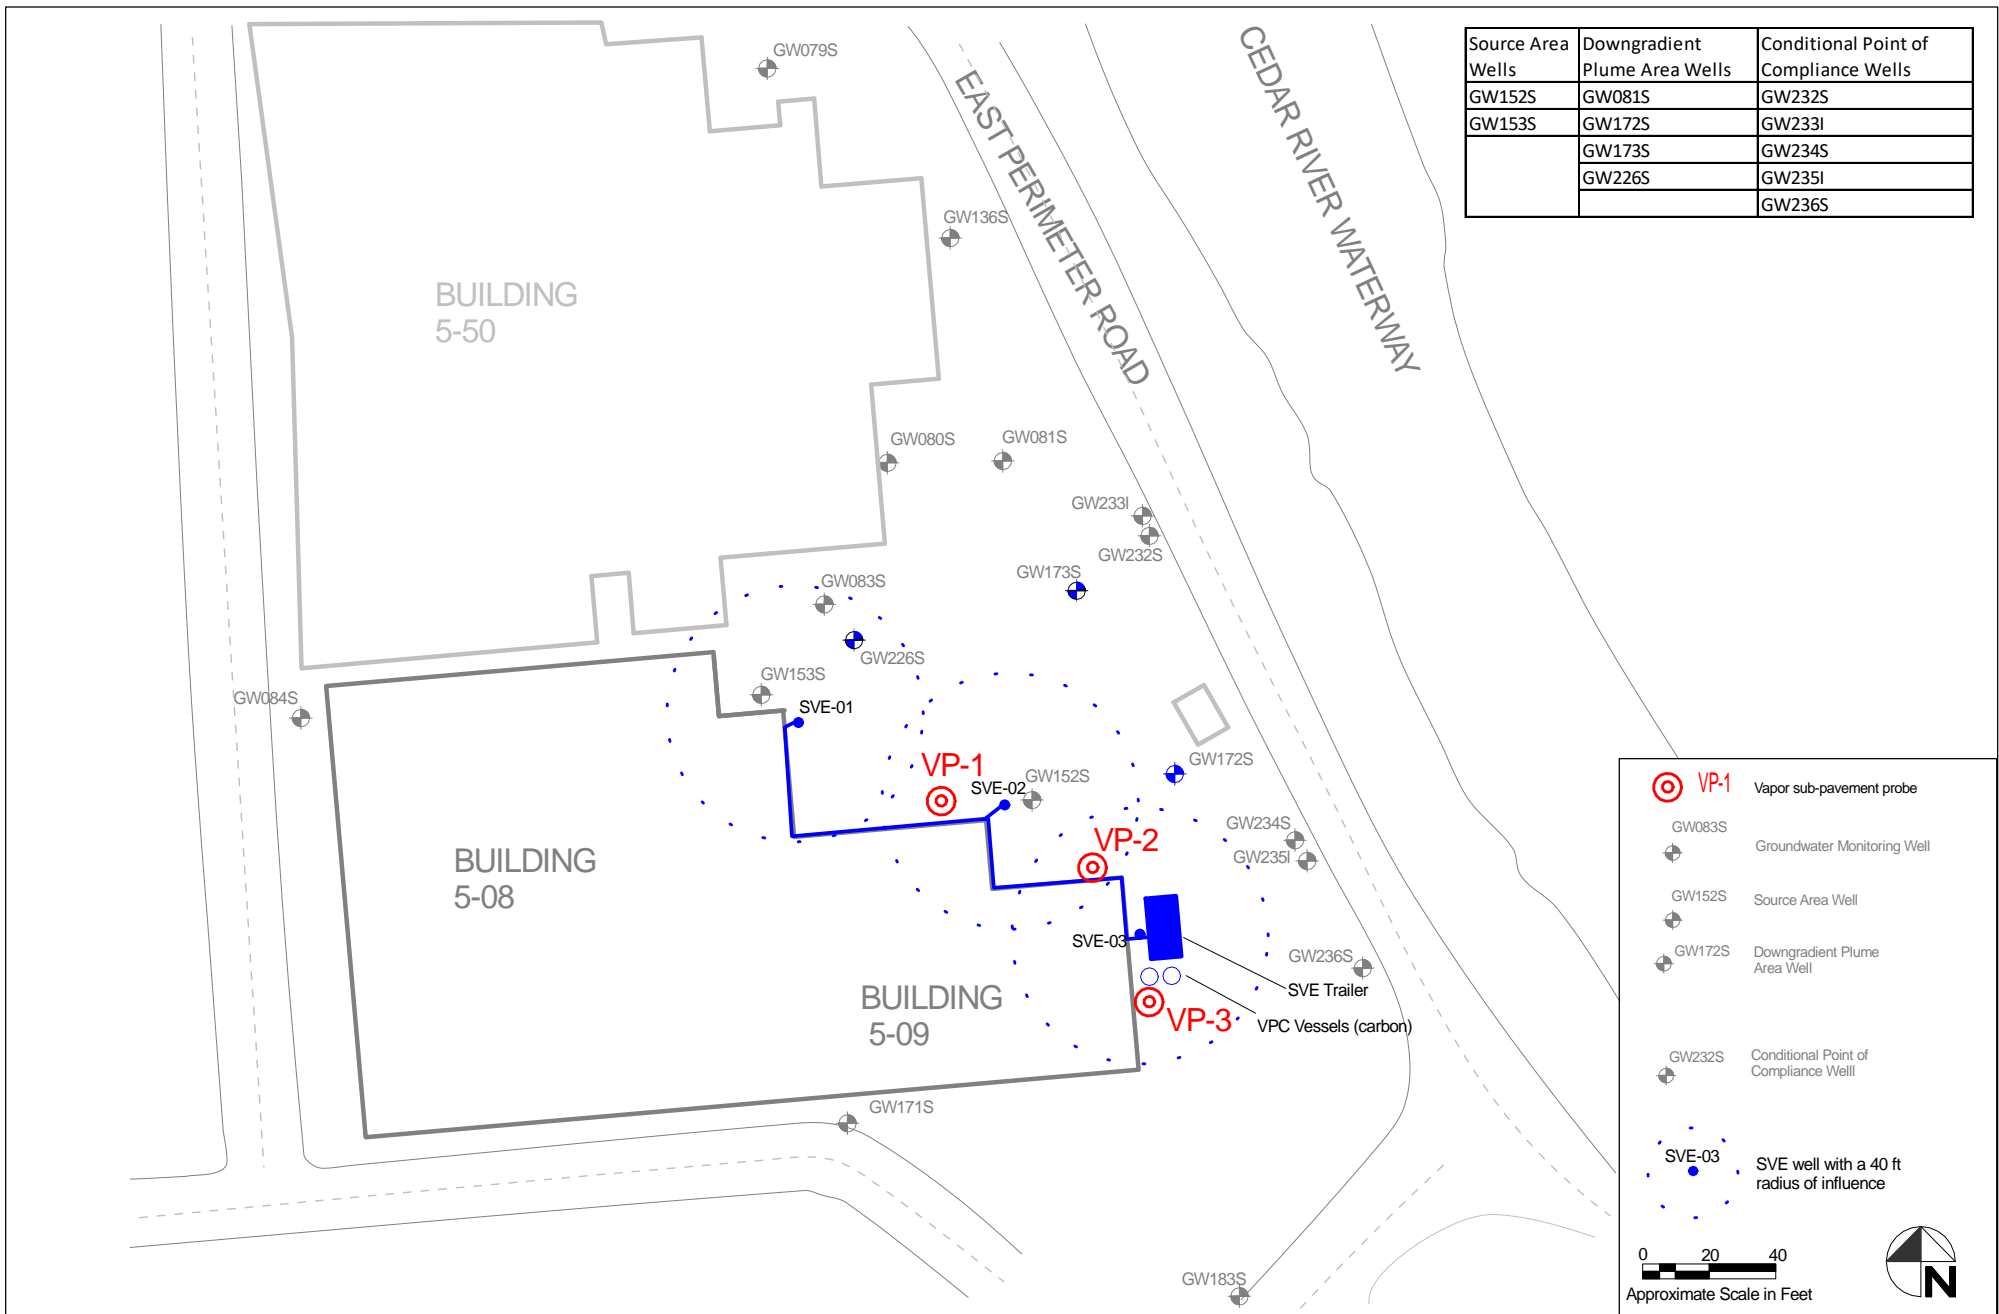 Source Area Wells
Downgradient Plume Area Wells
Conditional Point of Compliance Wells
GW152S GW081S GW232S
GW153S GW172S GW233I
GW173S GW234S
GW226S GW235I
GW236S
GW079S
EAST PERIMETER ROAD
CEDAR RIVER WATERWAY
GW136S
BUILDING
5-50
GW080S
GW081S
GW233I
GW232S
GW173S
GW083S
GW226S
GW153S
GW084S
SVE-01
VP-1
SVE-02
GW152S
GW172S
VP-2
GW234S
GW235I
BUILDING
5-08
SVE-03
GW236S
SVE Trailer
BUILDING
5-09
VP-3
VPC Vessels (carbon)
GW171S
GW183S
VP-1 Vapor sub-pavement probe
GW083S
Groundwater Monitoring Well
GW152S
Source Area Well
GW172S
Downgradient Plume
Area Well
GW232S
Conditional Point of
Compliance Welll
SVE-03
SVE well with a 40 ft
radius of influence
0 20 40
Approximate Scale in Feet
N